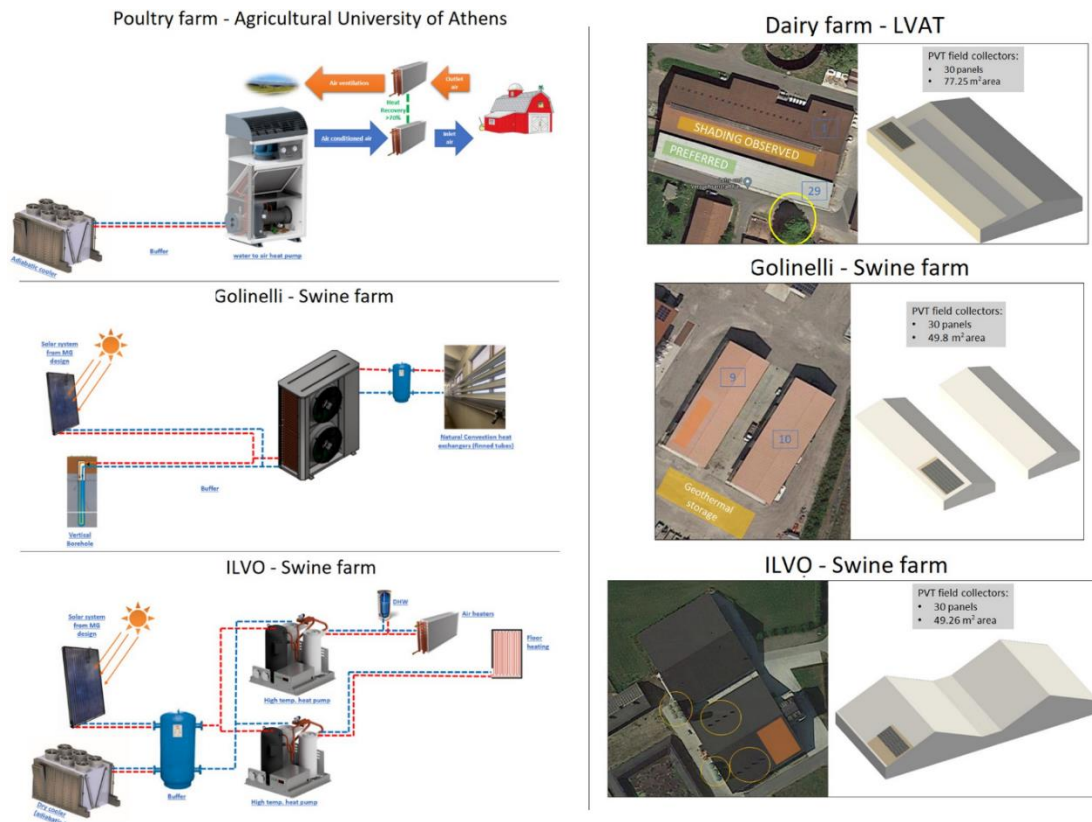 Poultry farm - Agricultural University of Athens
Air ventilation
Outlet
air
Heat
Recovery
>70%
Air conditioned air
Inlet
air
Buffer
Adiabatic cooler
water to air heat pump
Golinelli - Swine farm
Solar system
from MG
design
Natural Convection heat
exchangers (finned tubes)
Buffer
Vertical
Borehole
ILVO - Swine farm
Solar system
from MG
design
DHW
Air heaters
Floor
heating
High temp. heat pump
Buffer
High temp. heat pump
Dry cooler
Dairy farm - LVAT
PVT field collectors:
• 30 panels
• 77.25 m² area
SHADING OBSERVED
PREFERRED
29
Golinelli - Swine farm
PVT field collectors:
• 30 panels
• 49.8 m² area
9
10
Geothermal
storage
ILVO - Swine farm
PVT field collectors:
• 30 panels
• 49.26 m² area